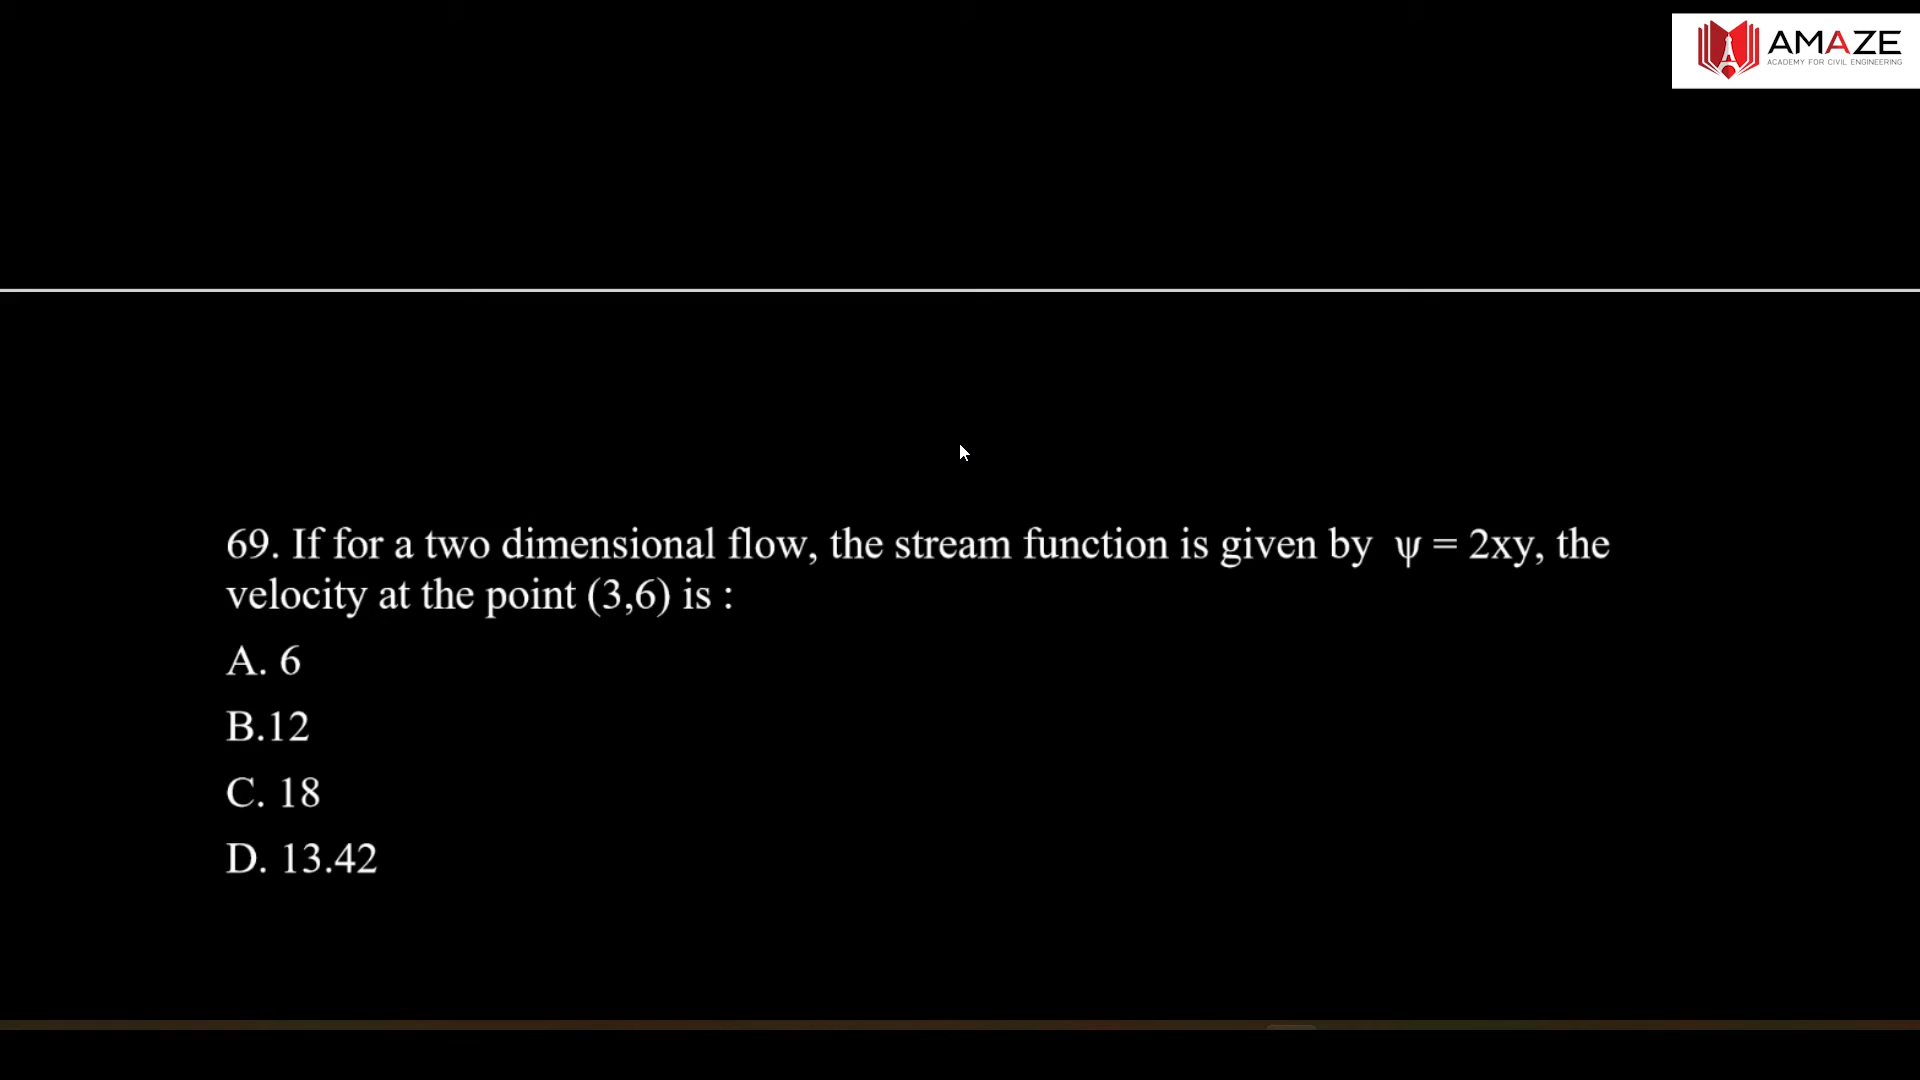 AMAZE
ACADEMY FOR CIVIL ENGINEERING
69. If for a two dimensional flow, the stream function is given by ψ = 2xy, the
velocity at the point (3,6) is :
A. 6
B.12
C. 18
D. 13.42